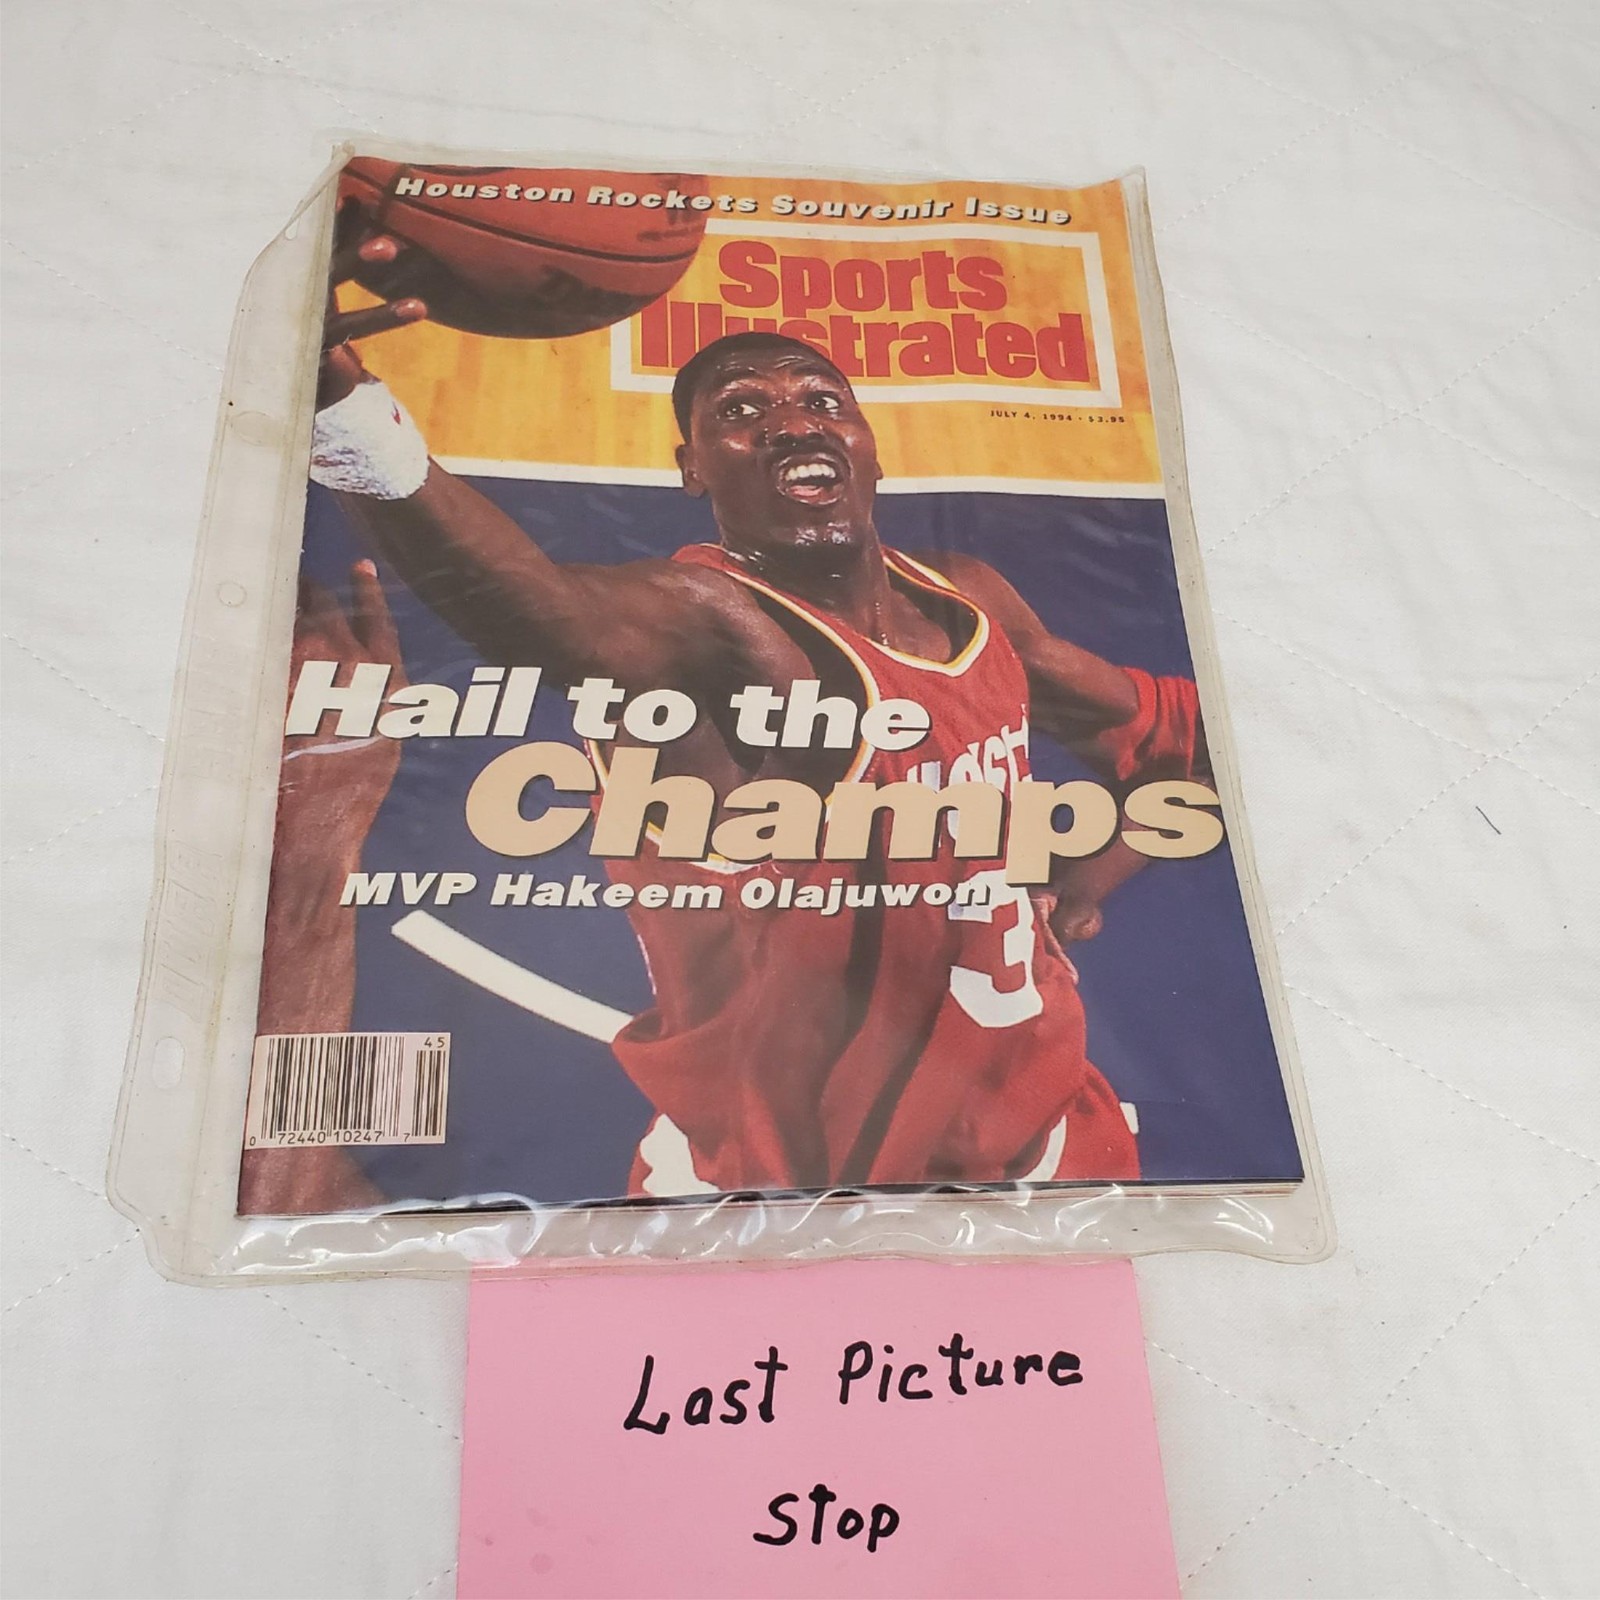 Houston Rockets Souvenir Issue
Sports
Illustrated
JULY 4, 1994 · $3.95
Hail to the
Champs
MVP Hakeem Olajuwon
3
45
0 72440 10247 7
Last Picture
Stop